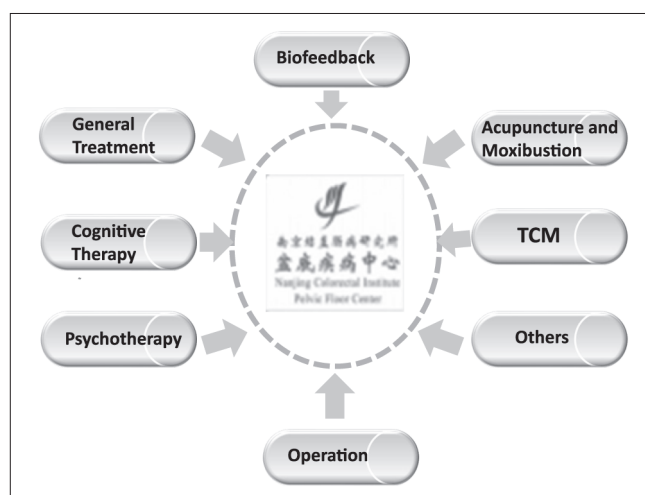 Biofeedback
General
Treatment
Acupuncture and
Moxibustion
Cognitive
Therapy
TCM
Psychotherapy
Others
Operation
南京结直肠病研究所
盆底疾病中心
Nanjing Colorectal Institute
Pelvic Floor Center